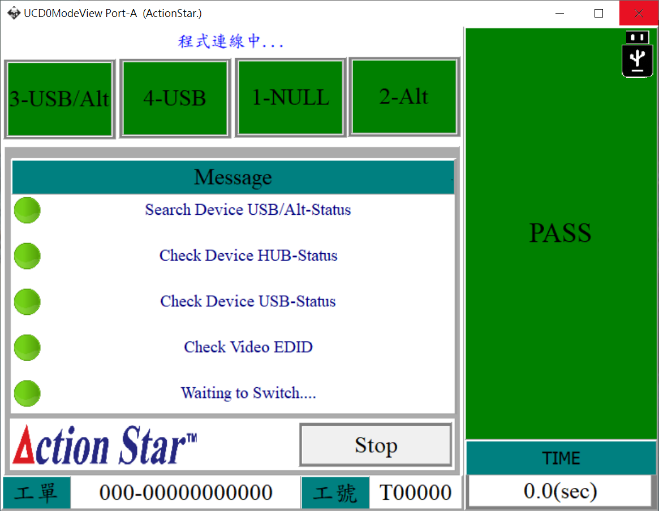 UCD0ModeView Port-A (ActionStar.)
程式連線中...
3-USB/Alt
4-USB
1-NULL
2-Alt
Message
Search Device USB/Alt-Status
Check Device HUB-Status
Check Device USB-Status
Check Video EDID
Waiting to Switch....
PASS
Action Star™
Stop
TIME
0.0(sec)
工單
000-00000000000
工號
T00000